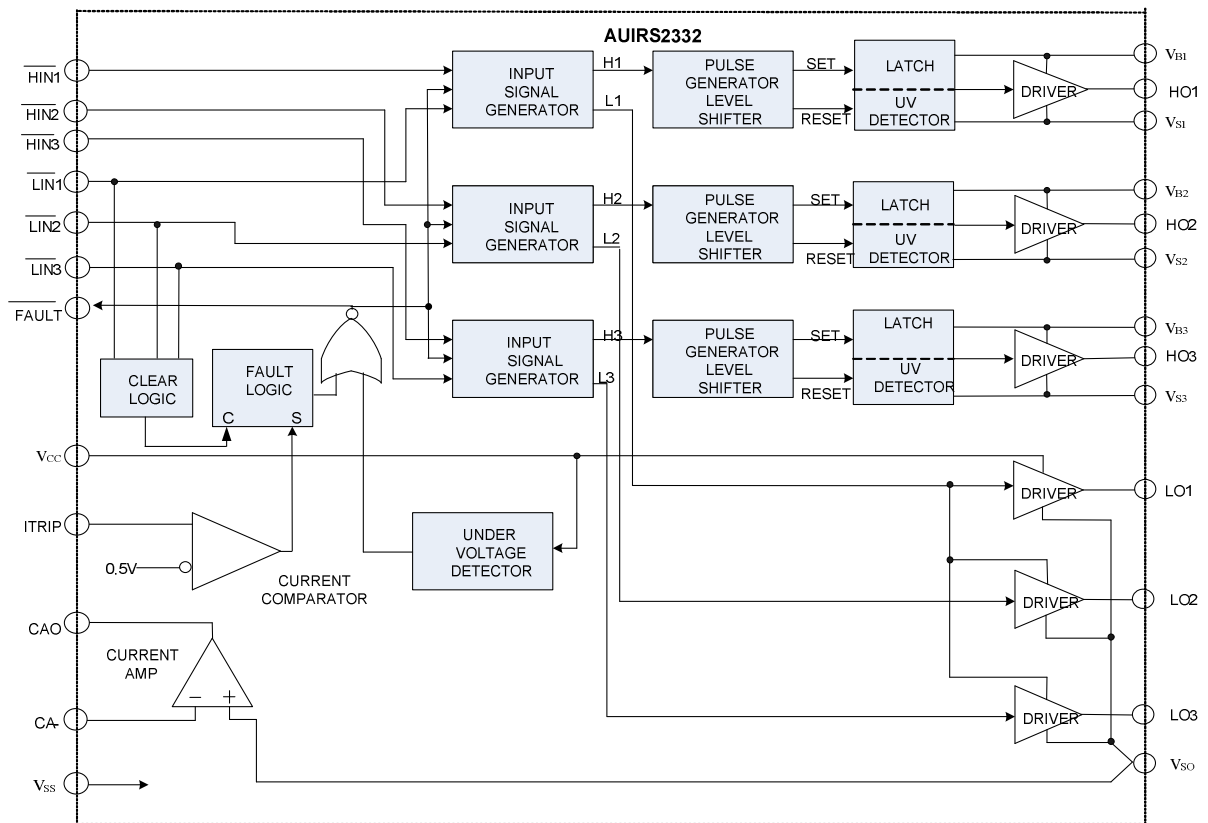 AUIRS2332
HIN1
HIN2
HIN3
LIN1
LIN2
LIN3
FAULT
VCC
ITRIP
0.5V
CAO
CA-
VSS
CLEAR
LOGIC
FAULT
LOGIC
C
S
CURRENT
COMPARATOR
CURRENT
AMP
−
+
UNDER
VOLTAGE
DETECTOR
INPUT
SIGNAL
GENERATOR
H1
L1
PULSE
GENERATOR
LEVEL
SHIFTER
SET
RESET
LATCH
UV
DETECTOR
DRIVER
VB1
HO1
VS1
INPUT
SIGNAL
GENERATOR
H2
L2
PULSE
GENERATOR
LEVEL
SHIFTER
SET
RESET
LATCH
UV
DETECTOR
DRIVER
VB2
HO2
VS2
INPUT
SIGNAL
GENERATOR
H3
L3
PULSE
GENERATOR
LEVEL
SHIFTER
SET
RESET
LATCH
UV
DETECTOR
DRIVER
VB3
HO3
VS3
DRIVER
LO1
DRIVER
LO2
DRIVER
LO3
VSO